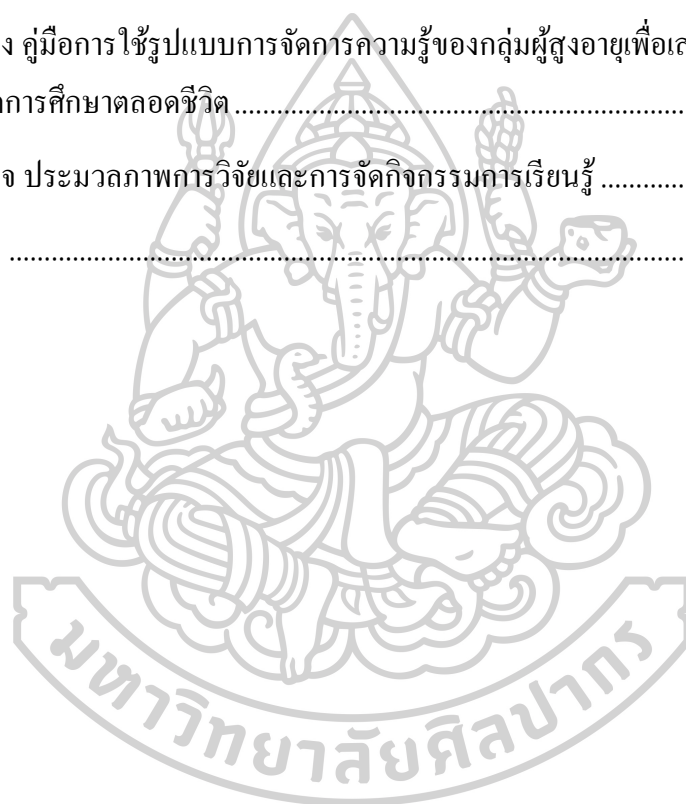 ง คู่มือการใช้รูปแบบการจัดการความรู้ของกลุ่มผู้สูงอายุเพื่อเส
การศึกษาตลอดชีวิต ........................................................................
จ ประมวลภาพการวิจัยและการจัดกิจกรรมการเรียนรู้ .............
........................................................................................................
มหาวิทยาลัยศิลปากร